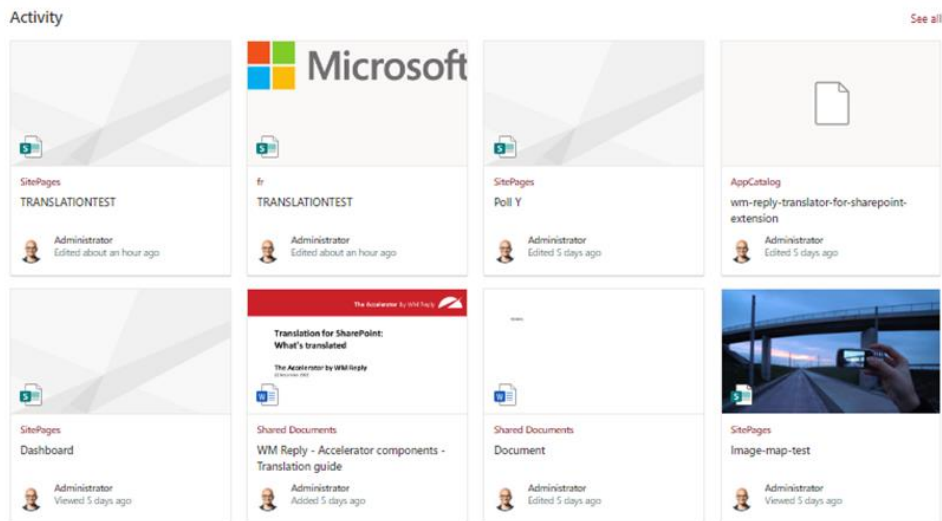 Activity
See all
Microsoft
SitePages
TRANSLATIONTEST
Administrator
Edited about an hour ago
fr
TRANSLATIONTEST
Administrator
Edited about an hour ago
SitePages
Poll Y
Administrator
Edited 5 days ago
AppCatalog
wm-reply-translator-for-sharepoint-
extension
Administrator
Edited 5 days ago
SitePages
Dashboard
Administrator
Viewed 5 days ago
The Accelerator by WM Reply
Translation for SharePoint:
What's translated
The Accelerator by WM Reply
Shared Documents
WM Reply - Accelerator components -
Translation guide
Administrator
Added 5 days ago
Shared Documents
Document
Administrator
Edited 5 days ago
SitePages
Image-map-test
Administrator
Viewed 5 days ago